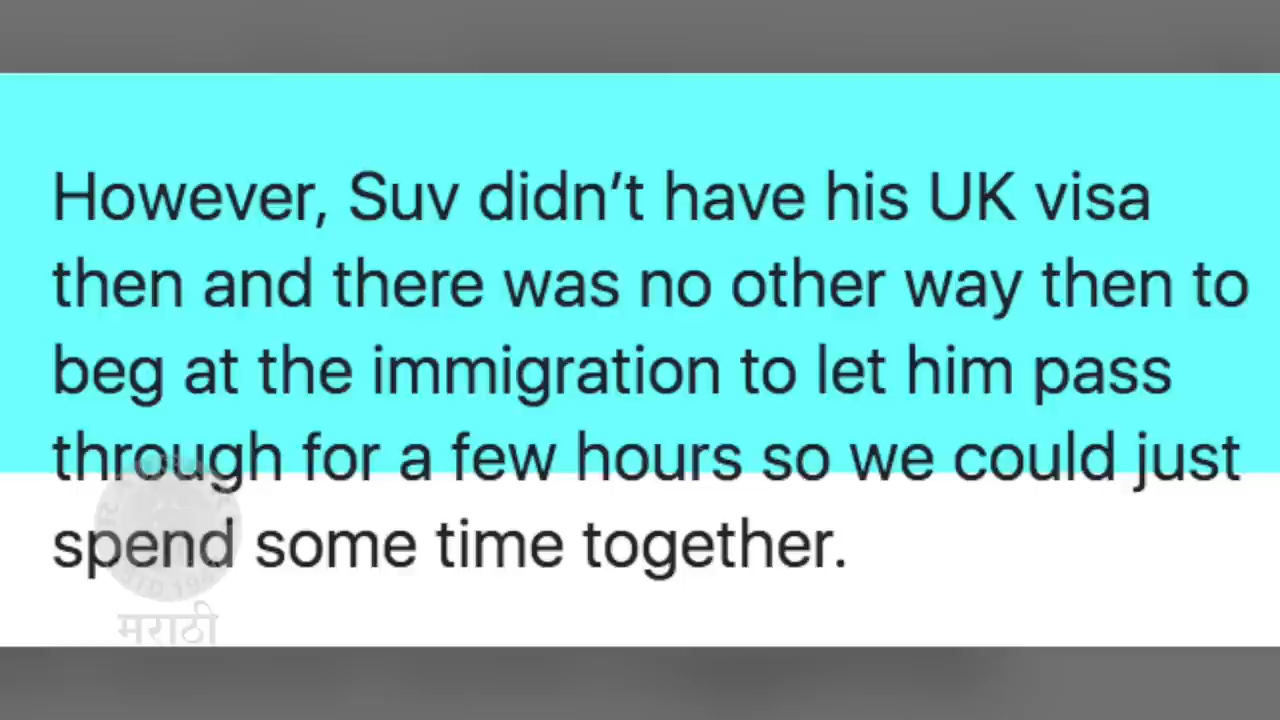 However, Suv didn’t have his UK visa
then and there was no other way then to
beg at the immigration to let him pass
through for a few hours so we could just
spend some time together.
मराठी